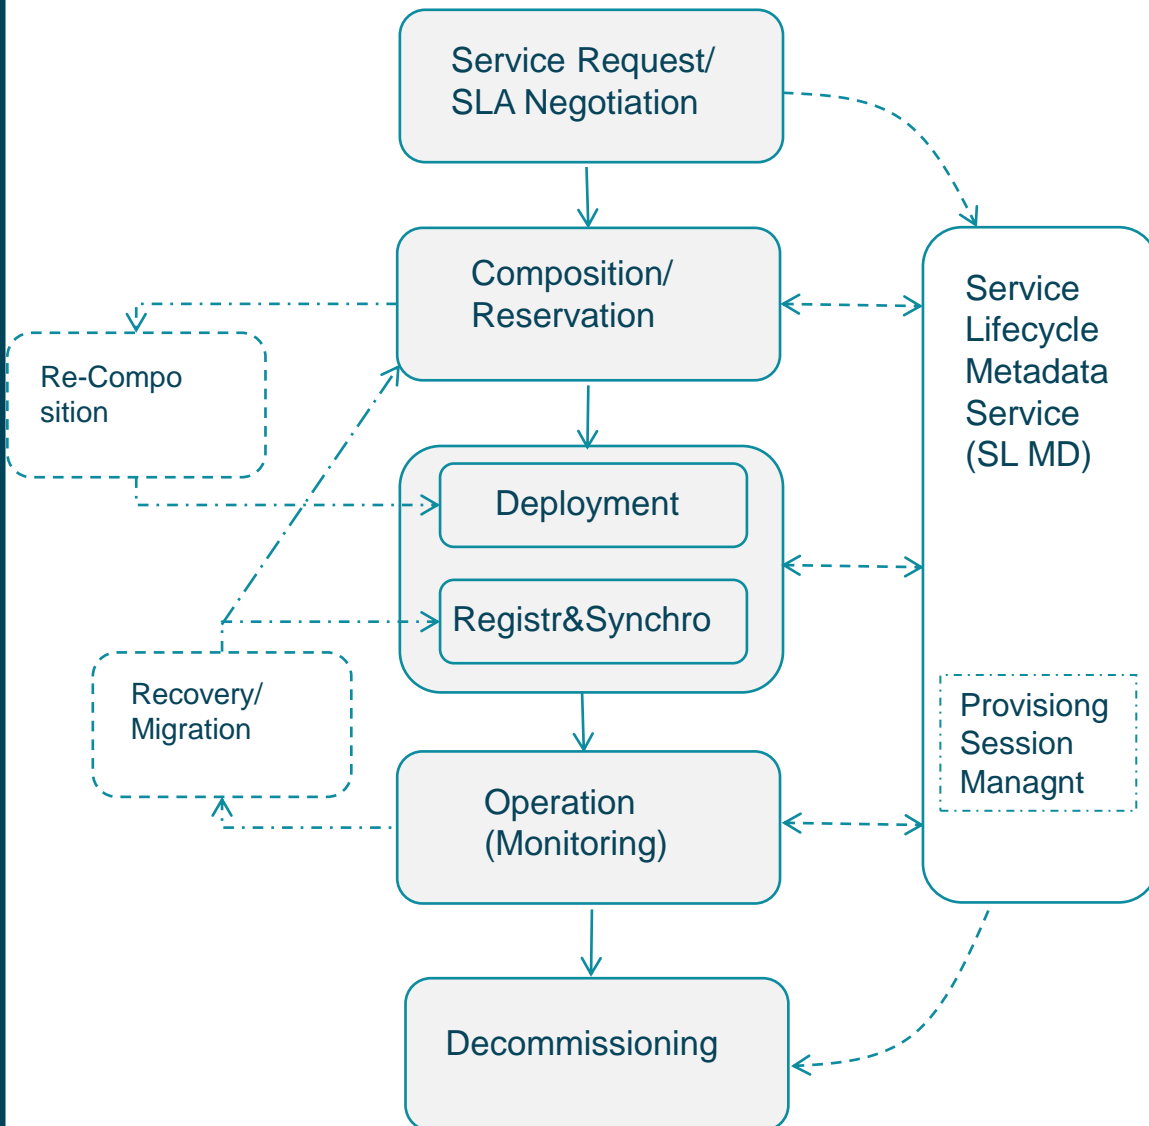 Service Request/
SLA Negotiation
Composition/
Reservation
Service
Lifecycle
Metadata
Service
(SL MD)
Re-Compo
sition
Deployment
Registr&Synchro
Recovery/
Migration
Provisiong
Session
Managnt
Operation
(Monitoring)
Decommissioning